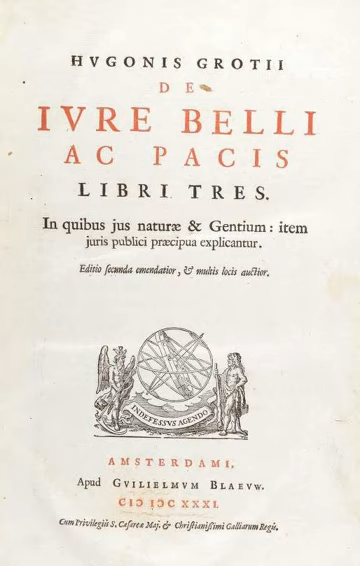 HVGONIS GROTII
DE
IVRE BELLI
AC PACIS
LIBRI TRES.
In quibus jus naturæ & Gentium: item
juris publici præcipua explicantur.
Editio secunda emendatior, & multis locis auctior.
INDEFESSVS AGENDO
AMSTERDAMI,
Apud GVILIELMVM BLAEVW.
CIↃ IↃC XXXI.
Cum Privilegiis S. Cæsareæ Maj. & Christianissimi Galliarum Regis.